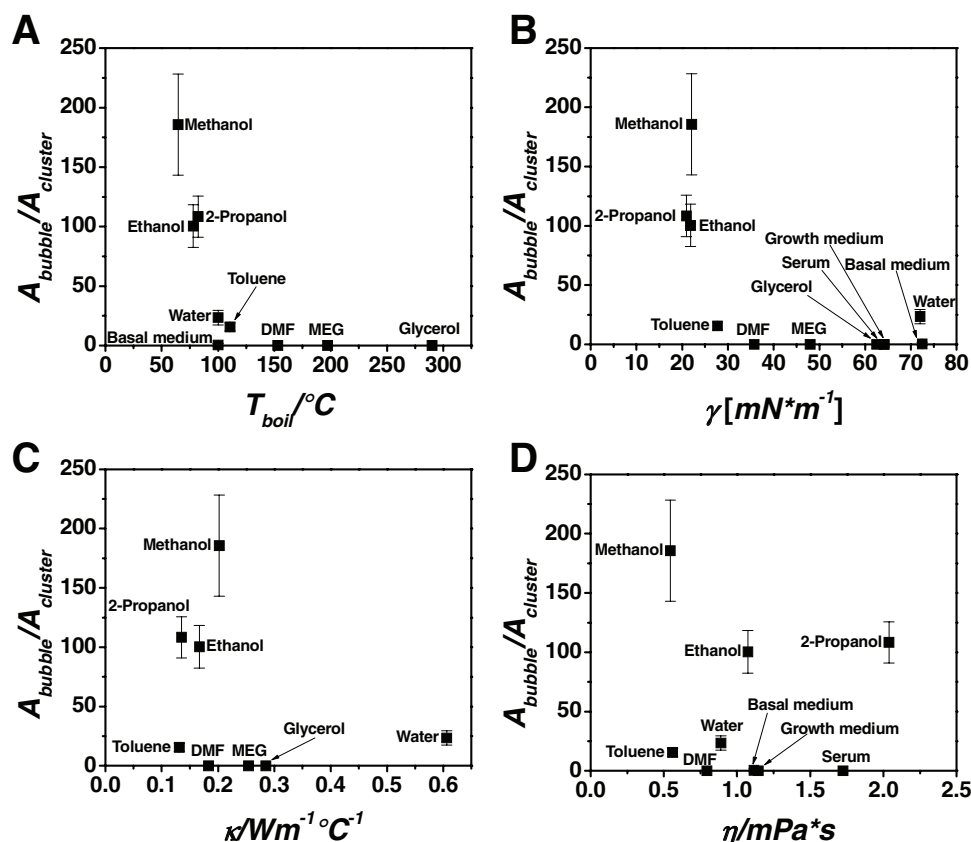 A
250
200
150
100
50
0
A_bubble/A_cluster
Methanol
2-Propanol
Ethanol
Toluene
Water
Basal medium
DMF
MEG
Glycerol
0
50
100
150
200
250
300
T_boil/°C
B
250
200
150
100
50
0
A_bubble/A_cluster
Methanol
2-Propanol
Ethanol
Growth medium
Serum
Basal medium
Glycerol
Water
Toluene
DMF
MEG
0
10
20
30
40
50
60
70
80
γ [mN*m⁻¹]
C
250
200
150
100
50
0
A_bubble/A_cluster
Methanol
2-Propanol
Ethanol
Glycerol
Water
Toluene
DMF
MEG
0.0
0.1
0.2
0.3
0.4
0.5
0.6
κ/Wm⁻¹°C⁻¹
D
250
200
150
100
50
0
A_bubble/A_cluster
Methanol
Ethanol
2-Propanol
Basal medium
Water
Growth medium
Toluene
DMF
Serum
0.0
0.5
1.0
1.5
2.0
2.5
η/mPa*s